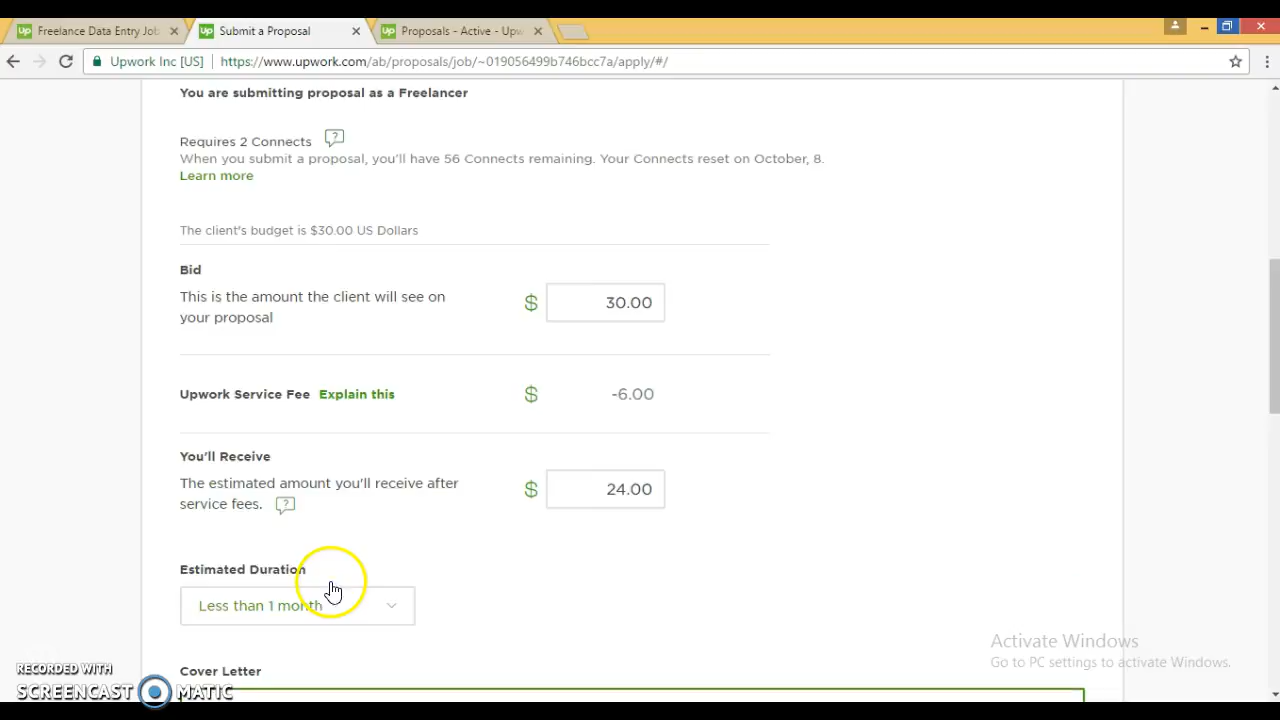 Up Freelance Data Entry Job
Up Submit a Proposal
Up Proposals - Active - Upw
Upwork Inc [US] https://www.upwork.com/ab/proposals/job/~019056499b746bcc7a/apply/#/
You are submitting proposal as a Freelancer
Requires 2 Connects ?
When you submit a proposal, you'll have 56 Connects remaining. Your Connects reset on October, 8.
Learn more
The client's budget is $30.00 US Dollars
Bid
This is the amount the client will see on
your proposal
$ 30.00
Upwork Service Fee Explain this $ -6.00
You'll Receive
The estimated amount you'll receive after
service fees. ?
$ 24.00
Estimated Duration
Less than 1 month
Activate Windows
Go to PC settings to activate Windows.
Cover Letter
RECORDED WITH
SCREENCAST MATIC